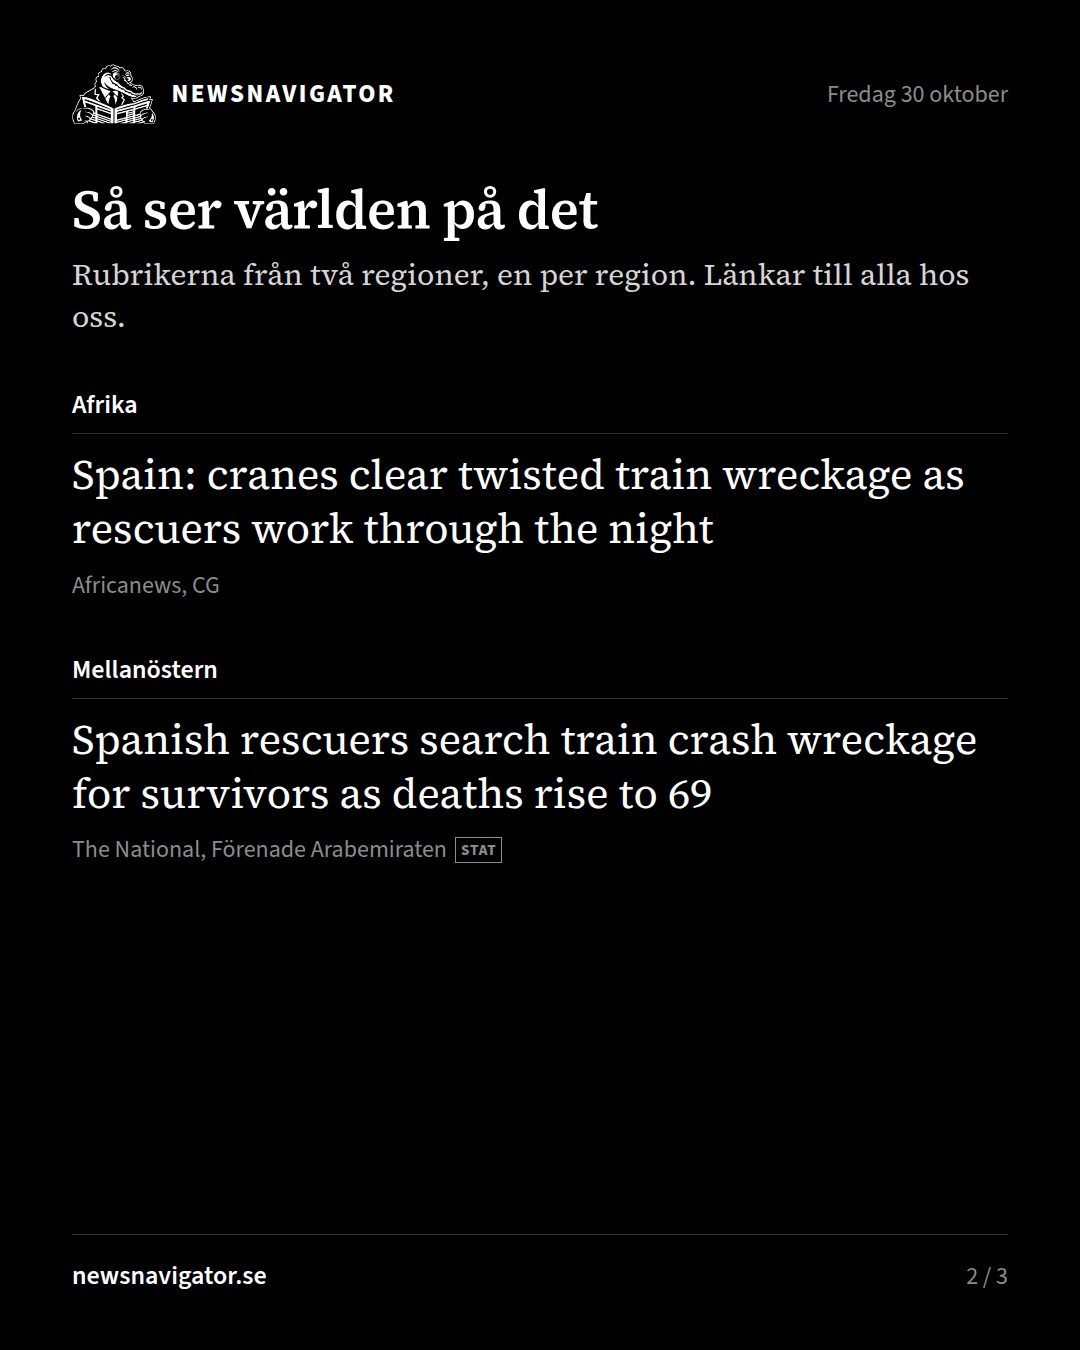 NEWSNAVIGATOR
Fredag 30 oktober
Så ser världen på det
Rubrikerna från två regioner, en per region. Länkar till alla hos
oss.
Afrika
Spain: cranes clear twisted train wreckage as
rescuers work through the night
Africanews, CG
Mellanöstern
Spanish rescuers search train crash wreckage
for survivors as deaths rise to 69
The National, Förenade Arabemiraten STAT
newsnavigator.se
2 / 3